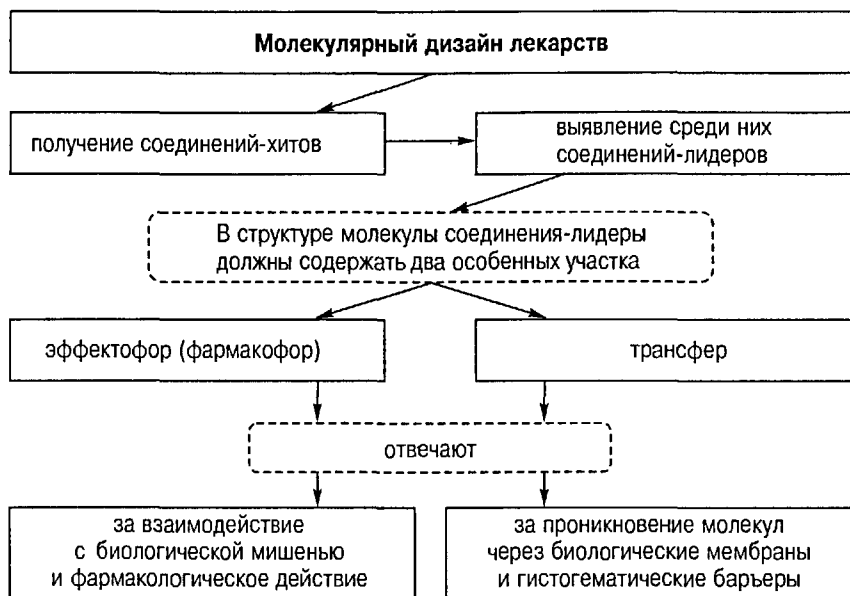 Молекулярный дизайн лекарств
получение соединений-хитов
выявление среди них
соединений-лидеров
В структуре молекулы соединения-лидеры
должны содержать два особенных участка
эффектофор (фармакофор)
трансфер
отвечают
за взаимодействие
с биологической мишенью
и фармакологическое действие
за проникновение молекул
через биологические мембраны
и гистогематические барьеры